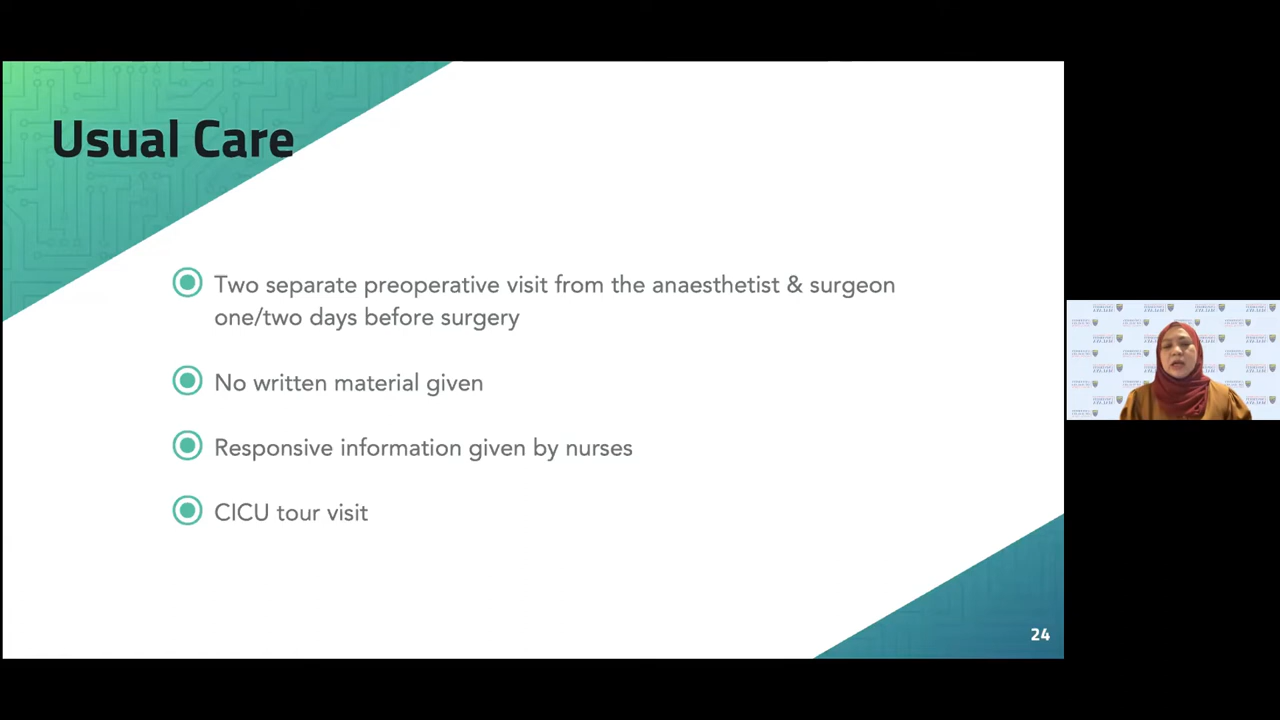 Usual Care
Two separate preoperative visit from the anaesthetist & surgeon
one/two days before surgery
No written material given
Responsive information given by nurses
CICU tour visit
24